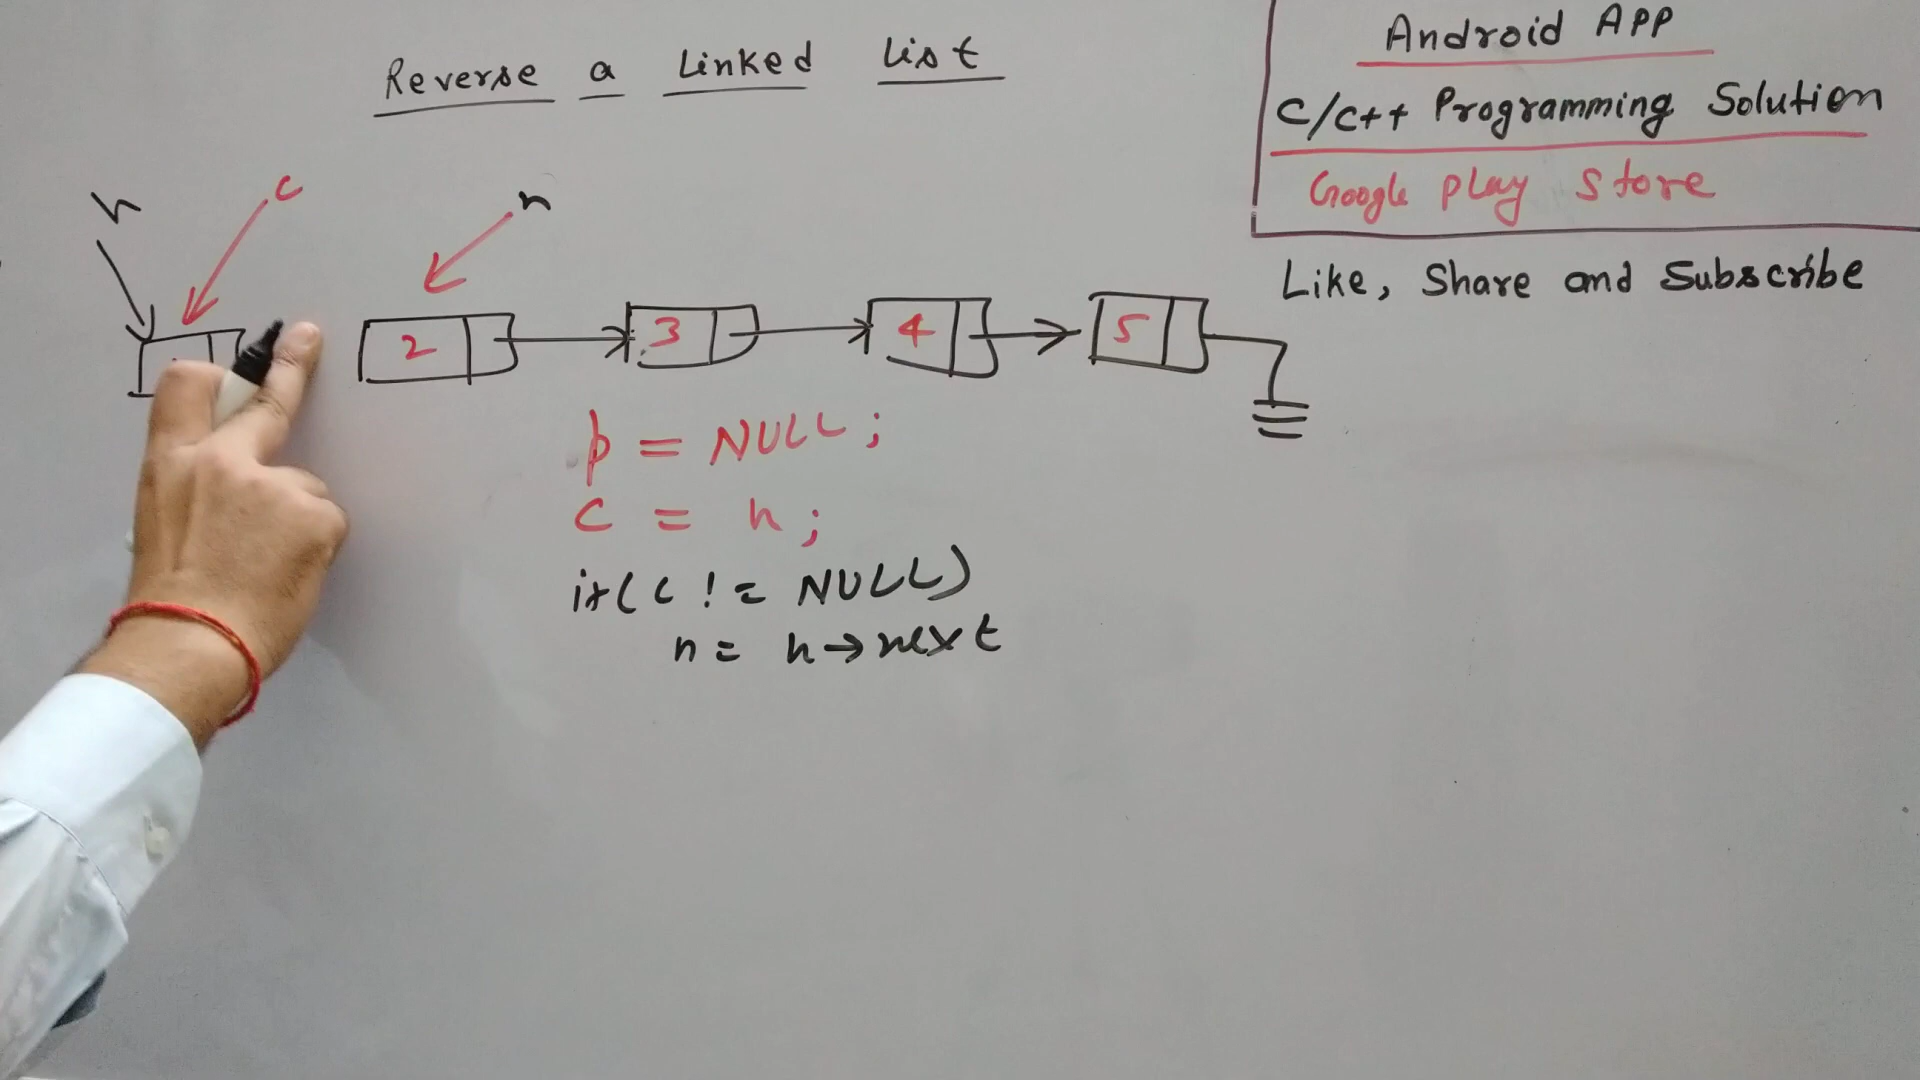 Reverse a Linked List
Android APP
C/C++ Programming Solution
Google play store
Like, Share and Subscribe
h
c
n
2 3 4 5
p = NULL;
c = h;
if(c != NULL)
n = h→next